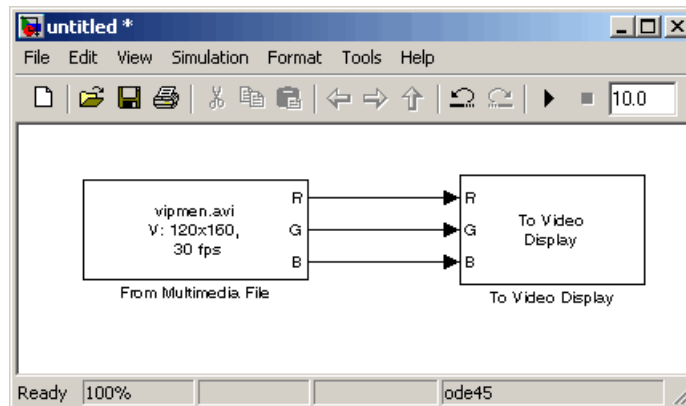 untitled *
File Edit View Simulation Format Tools Help
10.0
vipmen.avi
V: 120x160,
30 fps
R
G
B
From Multimedia File
R
G
B
To Video
Display
To Video Display
Ready 100% ode45